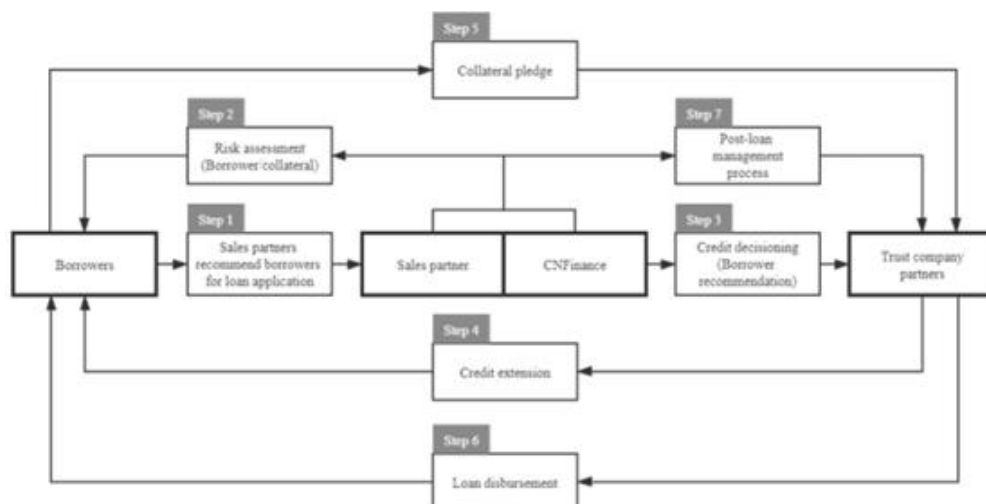 Step 5
Collateral pledge
Step 2
Risk assessment
(Borrower/collateral)
Step 7
Post-loan
management
process
Step 1
Sales partners
recommend borrowers
for loan application
Step 3
Credit decisioning
(Borrower
recommendation)
Borrowers
Sales partner
CNFinance
Trust company
partners
Step 4
Credit extension
Step 6
Loan disbursement